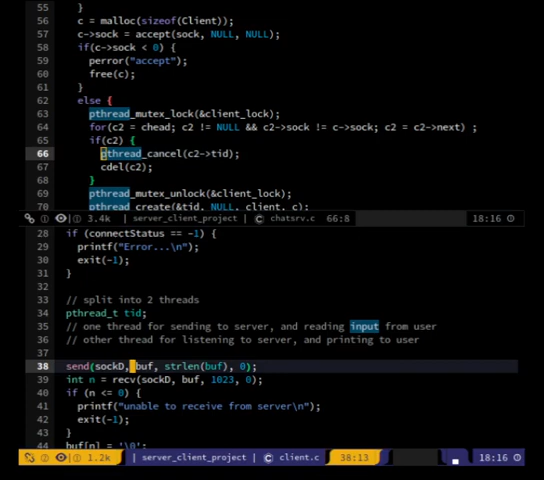 55 }
56 c = malloc(sizeof(Client));
57 c->sock = accept(sock, NULL, NULL);
58 if(c->sock < 0) {
59 perror("accept");
60 free(c);
61 }
62 else {
63 pthread_mutex_lock(&client_lock);
64 for(c2 = chead; c2 != NULL && c2->sock != c->sock; c2 = c2->next) ;
65 if(c2) {
66 pthread_cancel(c2->tid);
67 cdel(c2);
68 }
69 pthread_mutex_unlock(&client_lock);
70 pthread_create(&tid, NULL, client, c);
① 3.4k | server_client_project | C chatsrv.c 66:8 18:16
28 if (connectStatus == -1) {
29 printf("Error...\n");
30 exit(-1);
31 }
32
33 // split into 2 threads
34 pthread_t tid;
35 // one thread for sending to server, and reading input from user
36 // other thread for listening to server, and printing to user
37
38 send(sockD, buf, strlen(buf), 0);
39 int n = recv(sockD, buf, 1023, 0);
40 if (n <= 0) {
41 printf("unable to receive from server\n");
42 exit(-1);
43 }
44 buf[n] = '\0';
② ① 1.2k | server_client_project | C client.c 38:13 18:16